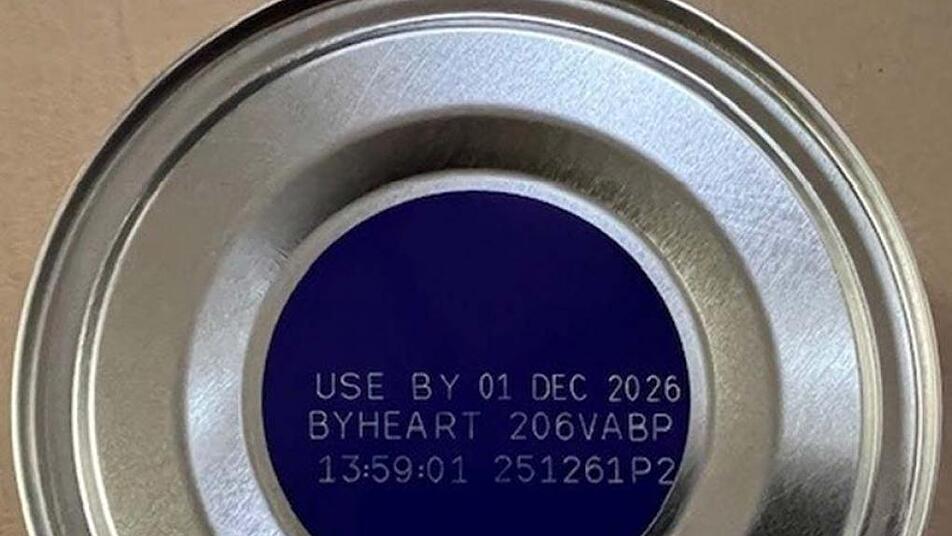 USE BY 01 DEC 2026
BYHEART 206VABP
13:59:01 251261P2